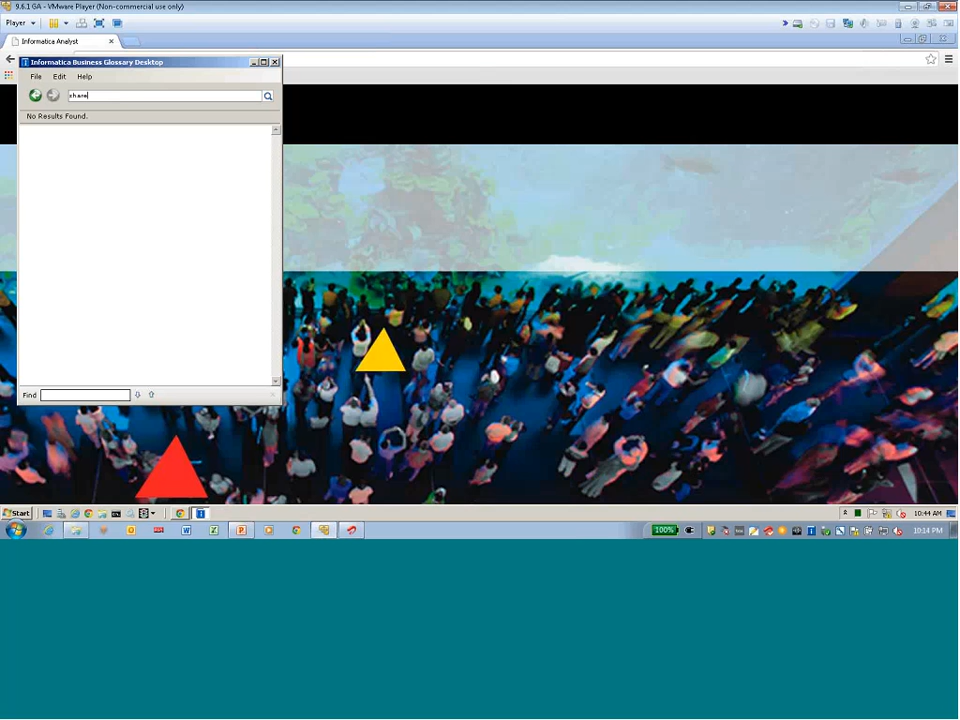 9.6.1 GA - VMware Player (Non-commercial use only)
Player
Informatica Analyst
Informatica Business Glossary Desktop
File Edit Help
share
No Results Found.
Find
Start
10:44 AM
100%
10:14 PM